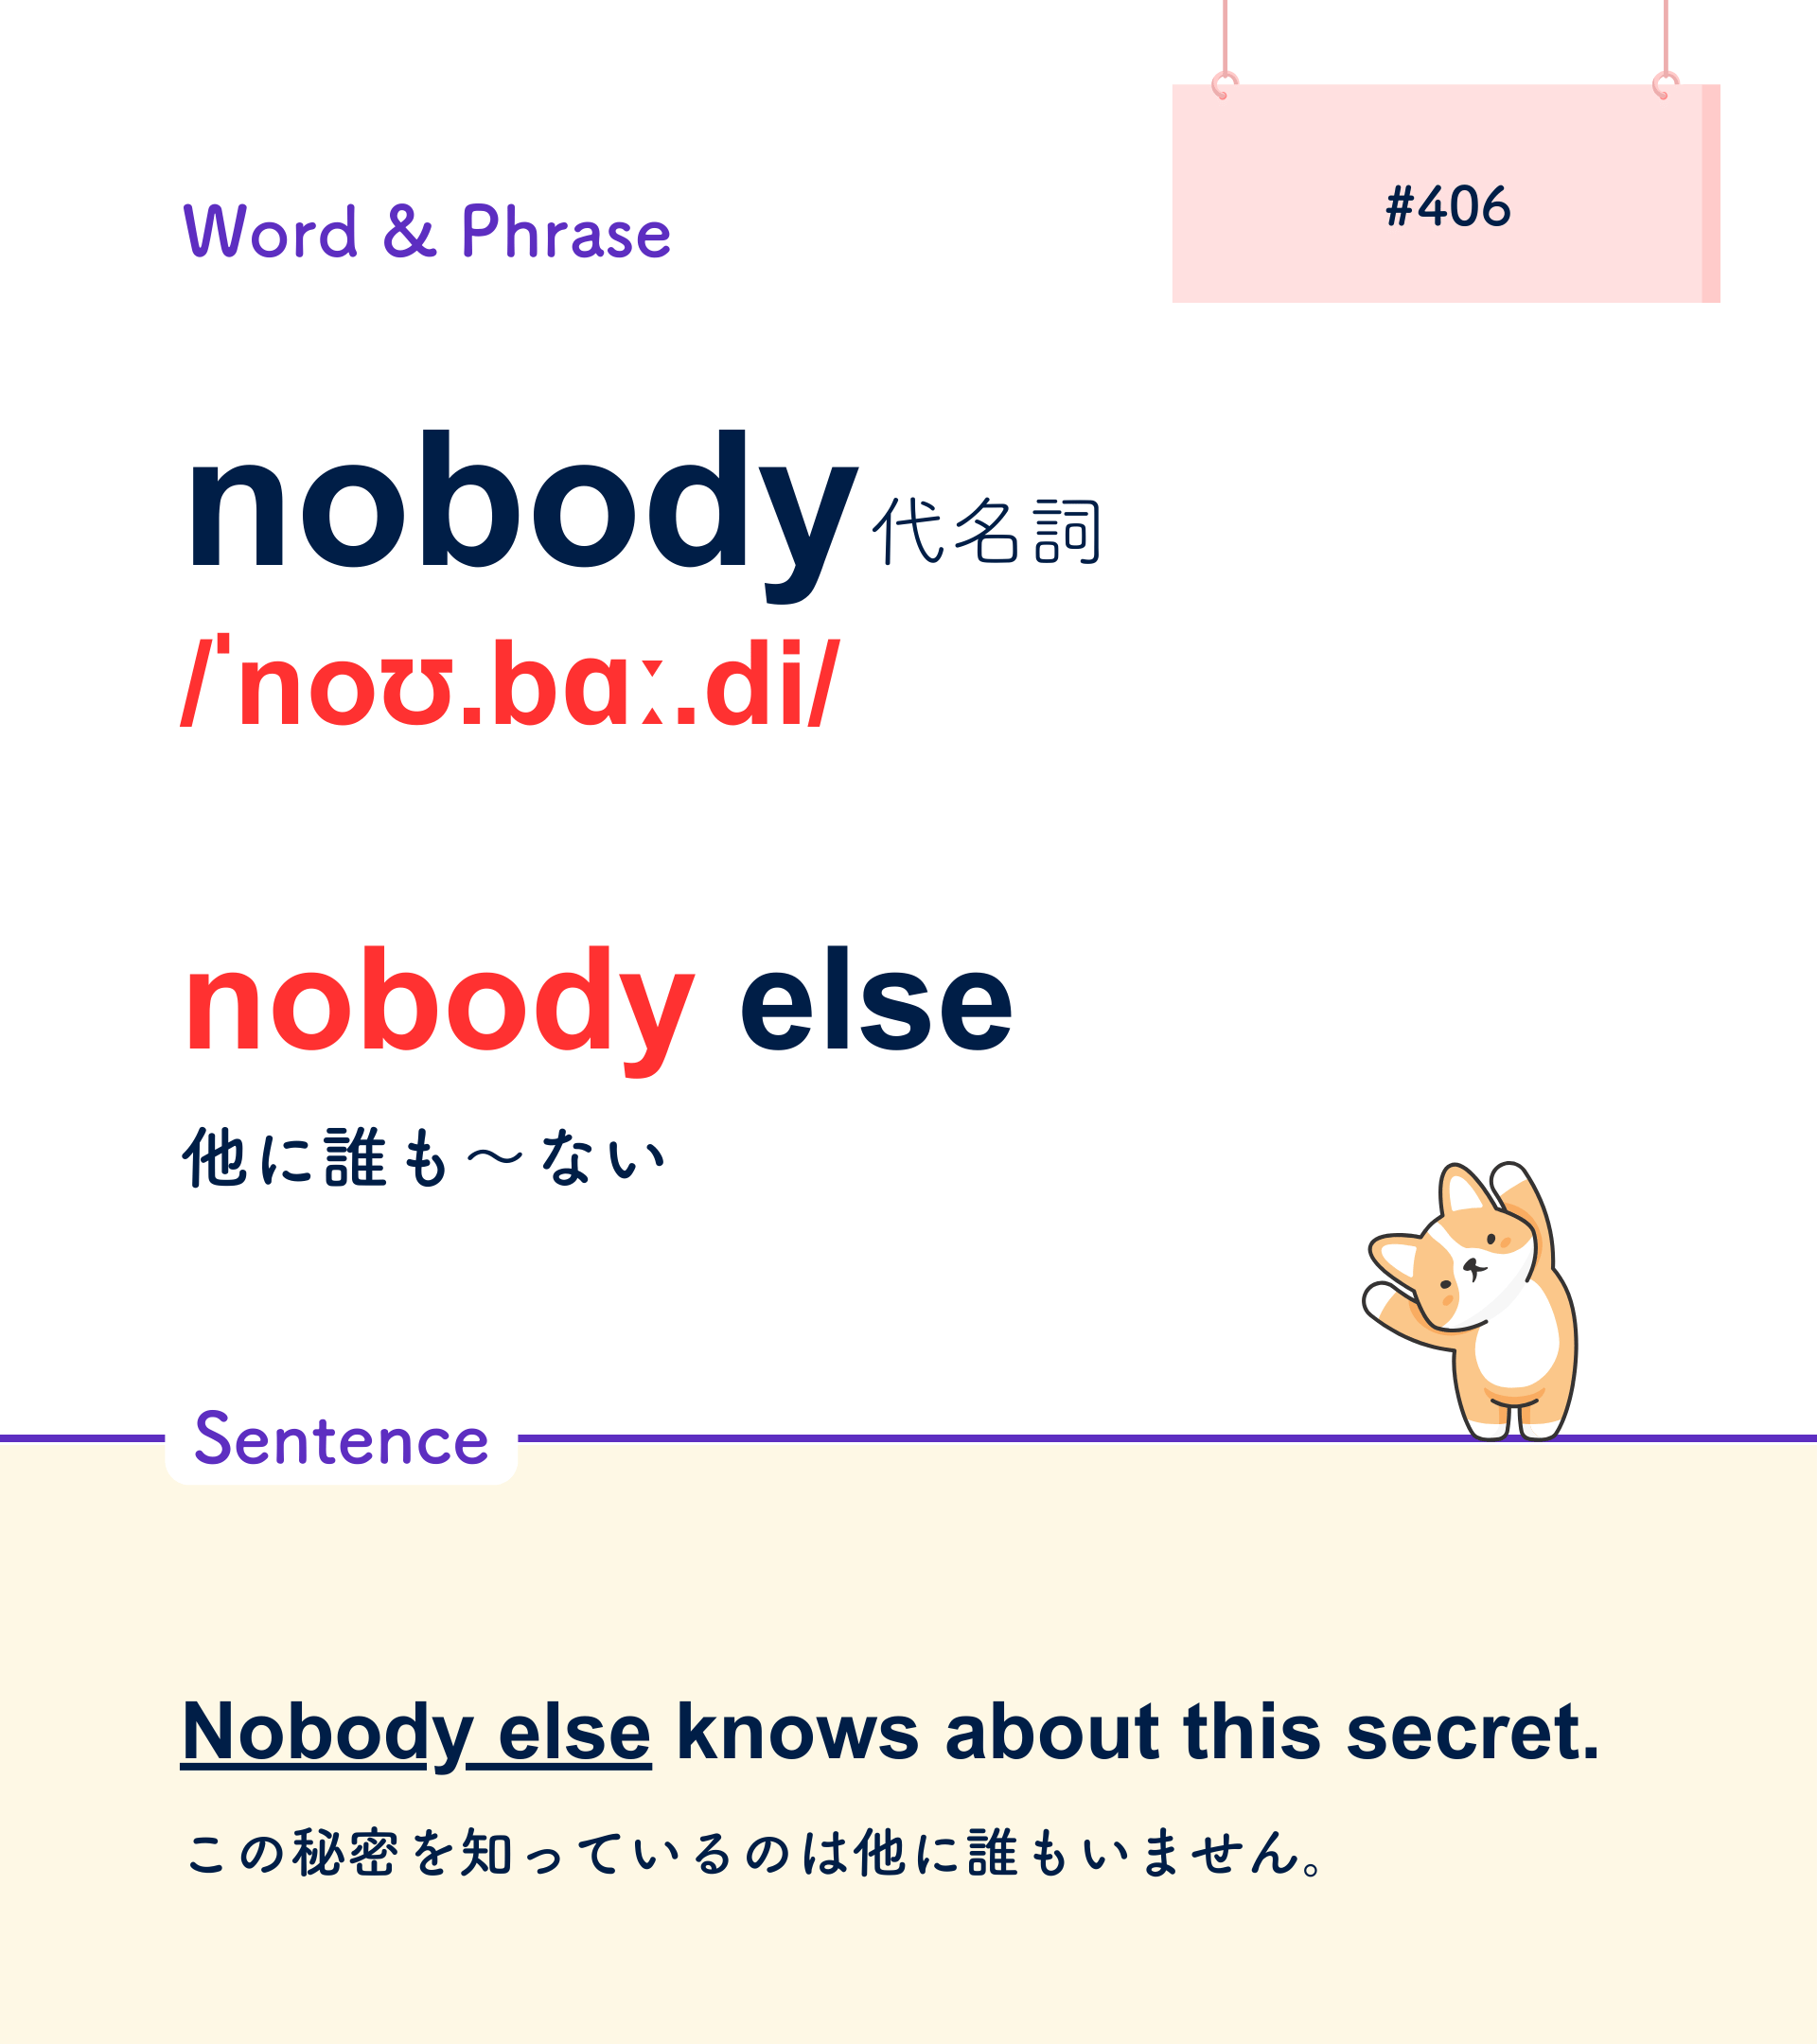 Word & Phrase
#406
nobody 代名詞
/ˈnoʊ.bɑː.di/
nobody else
他に誰も〜ない
Sentence
Nobody else knows about this secret.
この秘密を知っているのは他に誰もいません。